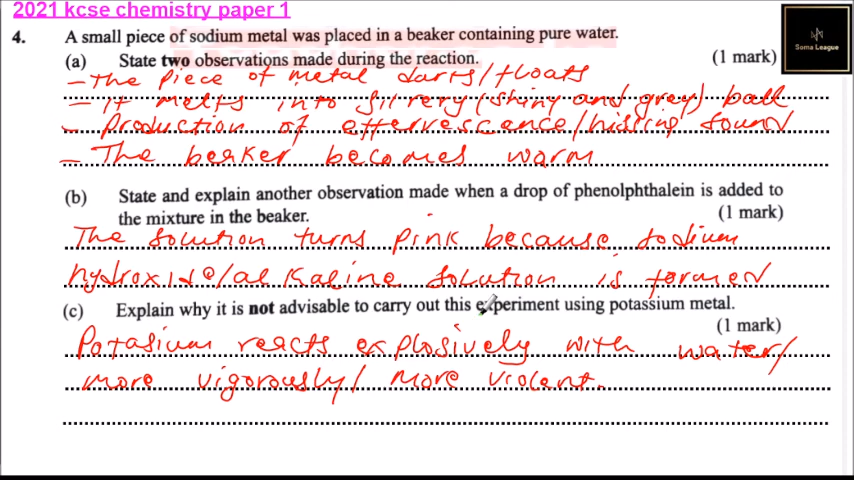 2021 kcse chemistry paper 1
4. A small piece of sodium metal was placed in a beaker containing pure water.
(a) State two observations made during the reaction. (1 mark)
Soma League
- The piece of metal darts/floats
- It melts into silvery (shiny and grey) ball
- Production of effervescence/hissing sound
- The beaker becomes warm
(b) State and explain another observation made when a drop of phenolphthalein is added to
the mixture in the beaker. (1 mark)
The solution turns pink because sodium
hydroxide/alkaline solution is formed
(c) Explain why it is not advisable to carry out this experiment using potassium metal.
(1 mark)
Potasium reacts explosively with water/
more vigorously/ more violent.